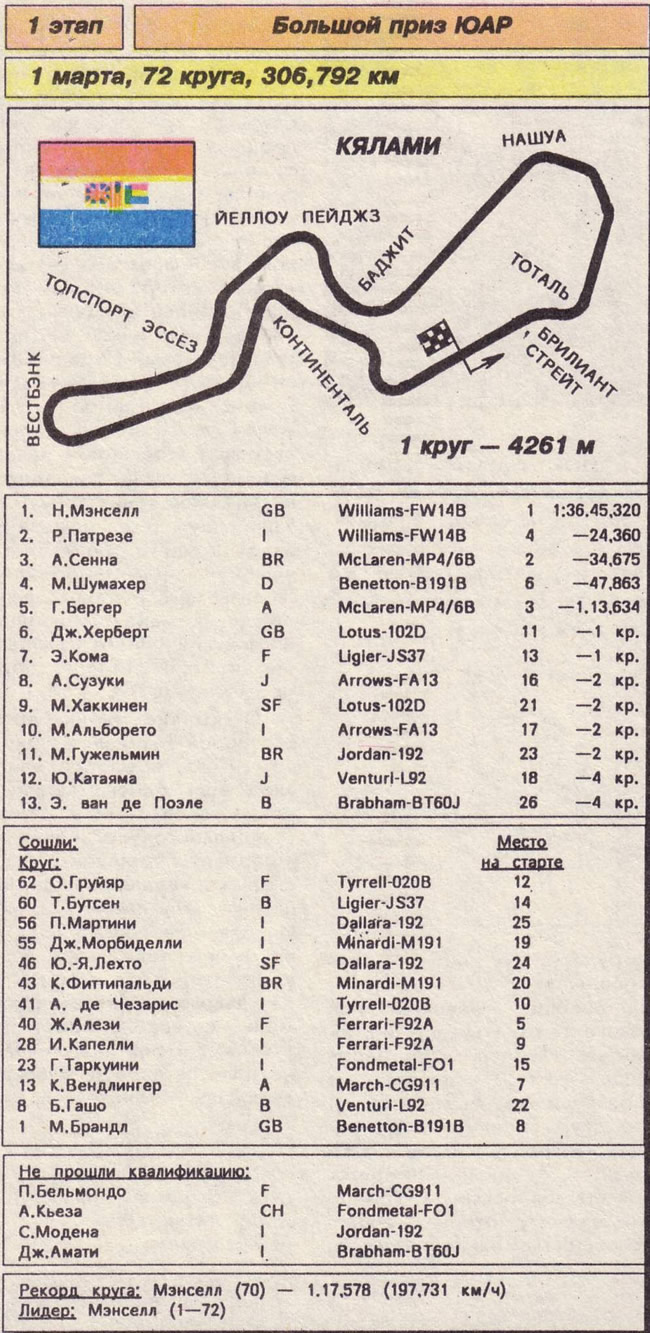 1 этап
Большой приз ЮАР
1 марта, 72 круга, 306,792 км
КЯЛАМИ
НАШУА
ЙЕЛЛОУ ПЕЙДЖЗ
БАДЖИТ
ТОТАЛЬ
ТОПСПОРТ ЭССЕЗ
КОНТИНЕНТАЛЬ
БРИЛИАНТ
СТРЕЙТ
ВЕСТБЭНК
1 круг — 4261 м
1. Н.Мэнселл GB Williams-FW14B 1 1:36.45,320
2. Р.Патрезе I Williams-FW14B 4 —24,360
3. А.Сенна BR McLaren-MP4/6B 2 —34,675
4. М.Шумахер D Benetton-B191B 6 —47,863
5. Г.Бергер A McLaren-MP4/6B 3 —1.13,634
6. Дж.Херберт GB Lotus-102D 11 —1 кр.
7. Э.Кома F Ligler-JS37 13 —1 кр.
8. А.Сузуки J Arrows-FA13 16 —2 кр.
9. М.Хаккинен SF Lotus-102D 21 —2 кр.
10. М.Альборето I Arrows-FA13 17 —2 кр.
11. М.Гужельмин BR Jordan-192 23 —2 кр.
12. Ю.Катаяма J Venturi-L92 18 —4 кр.
13. Э. ван де Поэле B Brabham-BT60J 26 —4 кр.
Сошли: Место
Круг: на старте
62 О.Груйяр F Tyrrell-020B 12
60 Т.Бутсен B Ligler-JS37 14
56 П.Мартини I Dallara-192 25
55 Дж.Морбиделли I Minardi-M191 19
46 Ю.-Я.Лехто SF Dallara-192 24
43 К.Фиттипальди BR Minardi-M191 20
41 А. де Чезарис I Tyrrell-020B 10
40 Ж.Алези F Ferrari-F92A 5
28 И.Капелли I Ferrari-F92A 9
23 Г.Таркуини I Fondmetal-FO1 15
13 К.Вендлингер A March-CG911 7
8 Б.Гашо B Venturi-L92 22
1 М.Брандл GB Benetton-B191B 8
Не прошли квалификацию:
П.Бельмондо F March-CG911
А.Кьеза CH Fondmetal-FO1
С.Модена I Jordan-192
Дж.Амати I Brabham-BT60J
Рекорд круга: Мэнселл (70) — 1.17,578 (197,731 км/ч)
Лидер: Мэнселл (1—72)